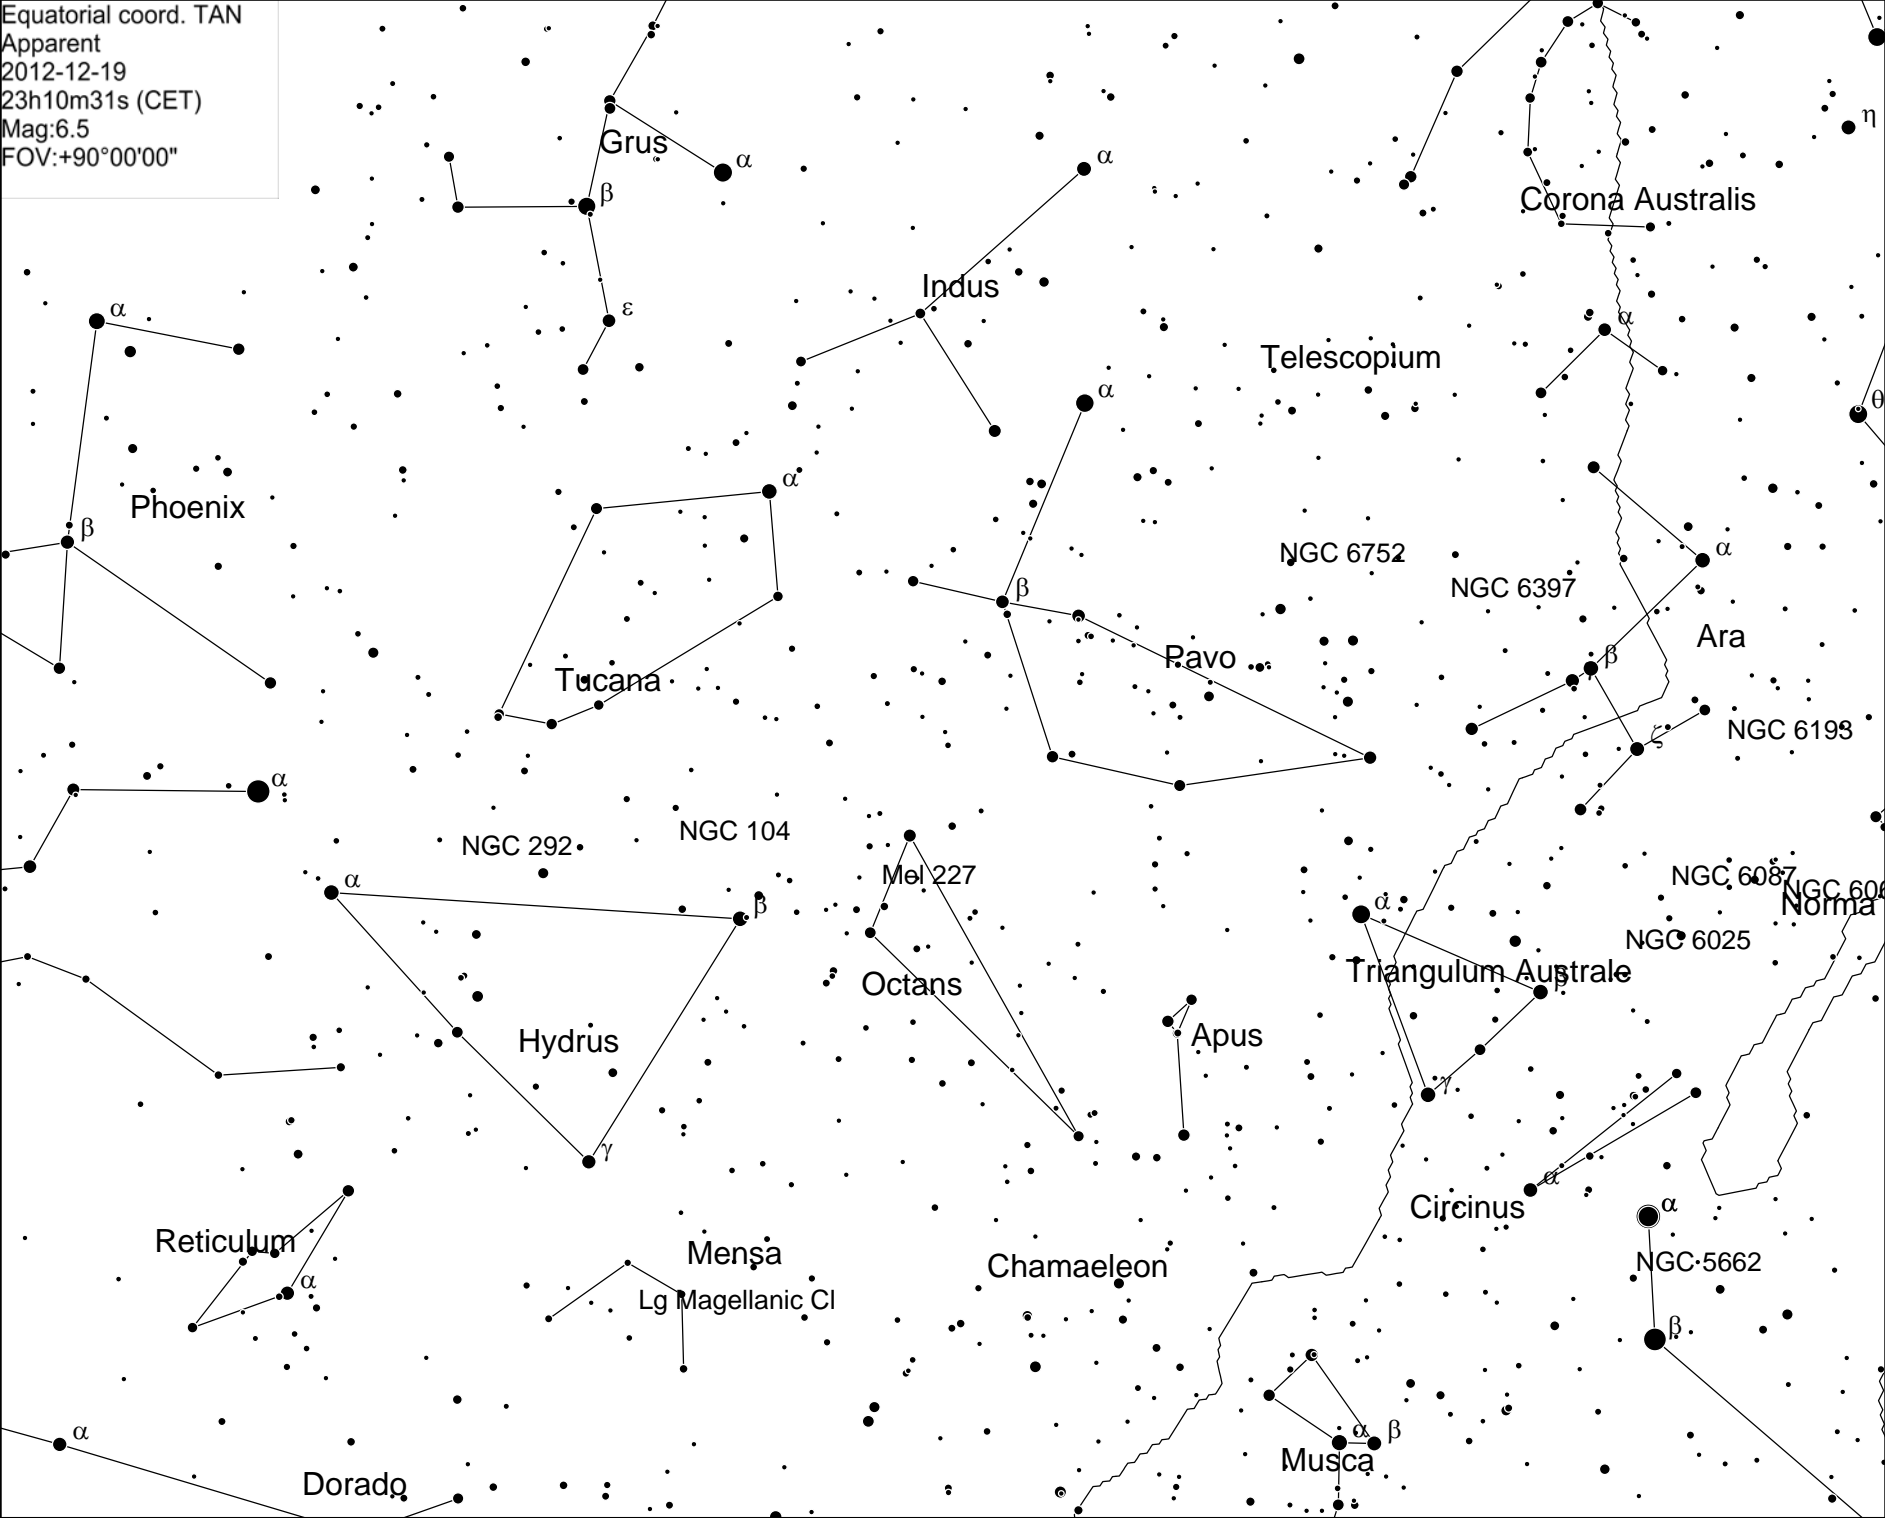 Equatorial coord. TAN
Apparent
2012-12-19
23h10m31s (CET)
Mag:6.5
FOV:+90°00'00"
η
Grus
α
α
β
Corona Australis
Indus
α
ε
α
Telescopium
α
θ
α
Phoenix
β
α
NGC 6752
NGC 6397
β
Ara
β
Pavo
Tucana
ζ
NGC 6193
α
NGC 104
NGC 292
Mel 227
NGC 6087
NGC 606
Norma
α
β
α
NGC 6025
Octans
Triangulum Australe
β
Hydrus
Apus
γ
γ
α
Circinus
α
Reticulum
Mensa
Chamaeleon
NGC 5662
α
Lg Magellanic Cl
β
α
α
β
Musca
Dorado